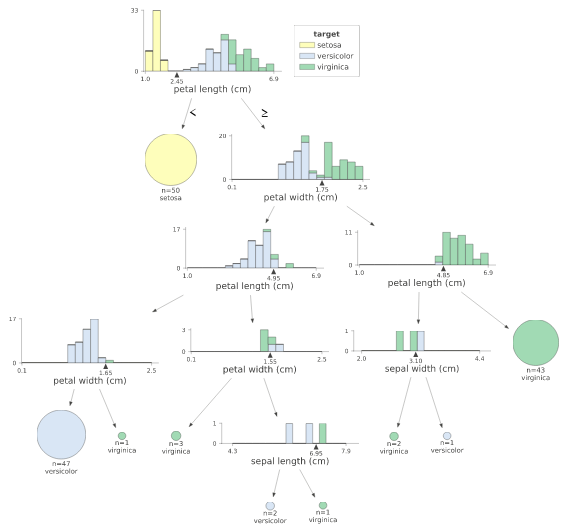 33
0
1.0
2.45
6.9
petal length (cm)
target
setosa
versicolor
virginica
<
≥
n=50
setosa
20
0
0.1
1.75
2.5
petal width (cm)
17
0
1.0
4.95
6.9
petal length (cm)
11
0
1.0
4.85
6.9
petal length (cm)
17
0
0.1
1.65
2.5
petal width (cm)
3
0
0.1
1.55
2.5
petal width (cm)
1
0
2.0
3.10
4.4
sepal width (cm)
n=43
virginica
n=47
versicolor
n=1
virginica
n=3
virginica
1
0
4.3
6.95
7.9
sepal length (cm)
n=2
virginica
n=1
versicolor
n=2
versicolor
n=1
virginica